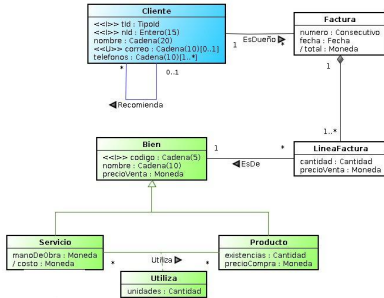 Cliente
<<I>> tId : TipoId
<<I>> nId : Entero(15)
nombre : Cadena(20)
<<U>> correo : Cadena(10)[0..1]
telefonos : Cadena(10)[1..*]
EsDueño
1
*
Factura
numero : Consecutivo
fecha : Fecha
/ total : Moneda
*
0..1
Recomienda
1
1..*
Bien
<<I>> codigo : Cadena(5)
nombre : Cadena(10)
precioVenta : Moneda
1
*
EsDe
LineaFactura
cantidad : Cantidad
precioVenta : Moneda
Servicio
manoDeObra : Moneda
/ costo : Moneda
*
Utiliza
*
Producto
existencias : Cantidad
precioCompra : Moneda
Utiliza
unidades : Cantidad